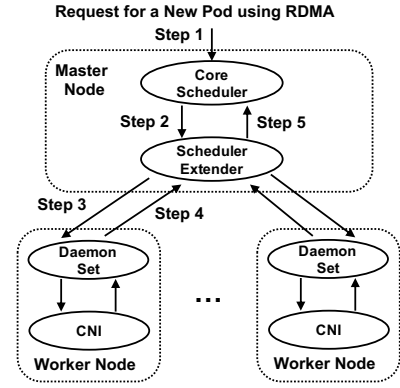 Request for a New Pod using RDMA
Step 1
Master
Node
Core
Scheduler
Step 2
Step 5
Scheduler
Extender
Step 3
Step 4
Daemon
Set
CNI
Worker Node
...
Daemon
Set
CNI
Worker Node